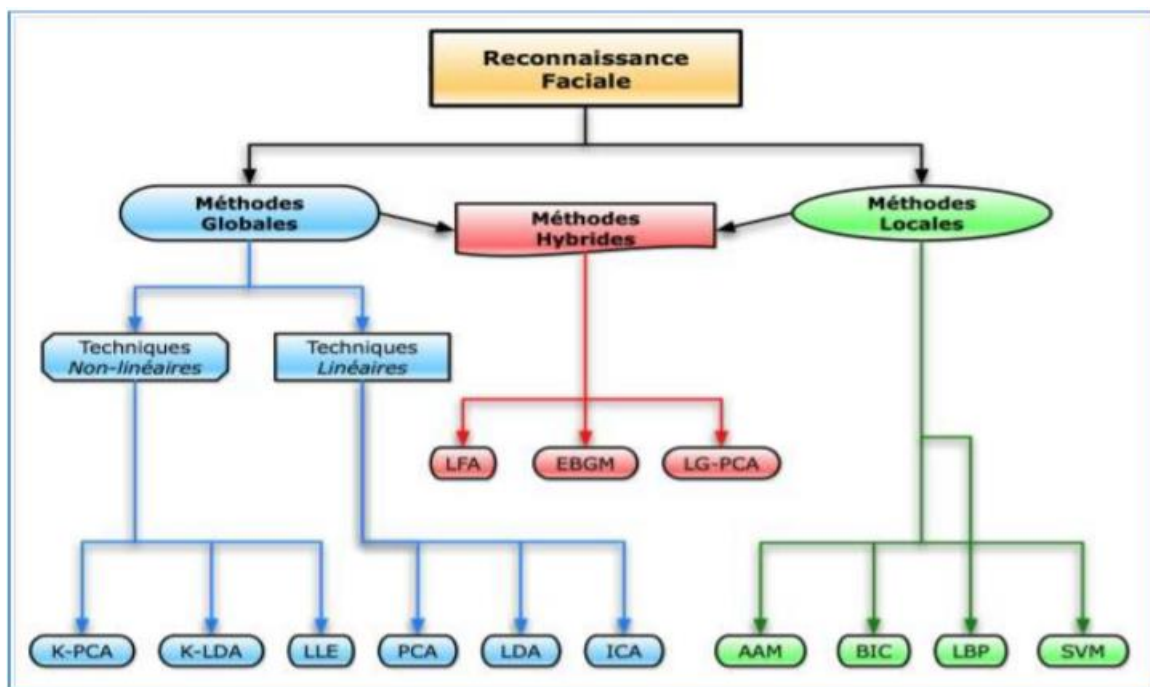 Reconnaissance
Faciale
Méthodes
Globales
Méthodes
Hybrides
Méthodes
Locales
Techniques
Non-linéaires
Techniques
Linéaires
LFA
EBGM
LG-PCA
K-PCA
K-LDA
LLE
PCA
LDA
ICA
AAM
BIC
LBP
SVM